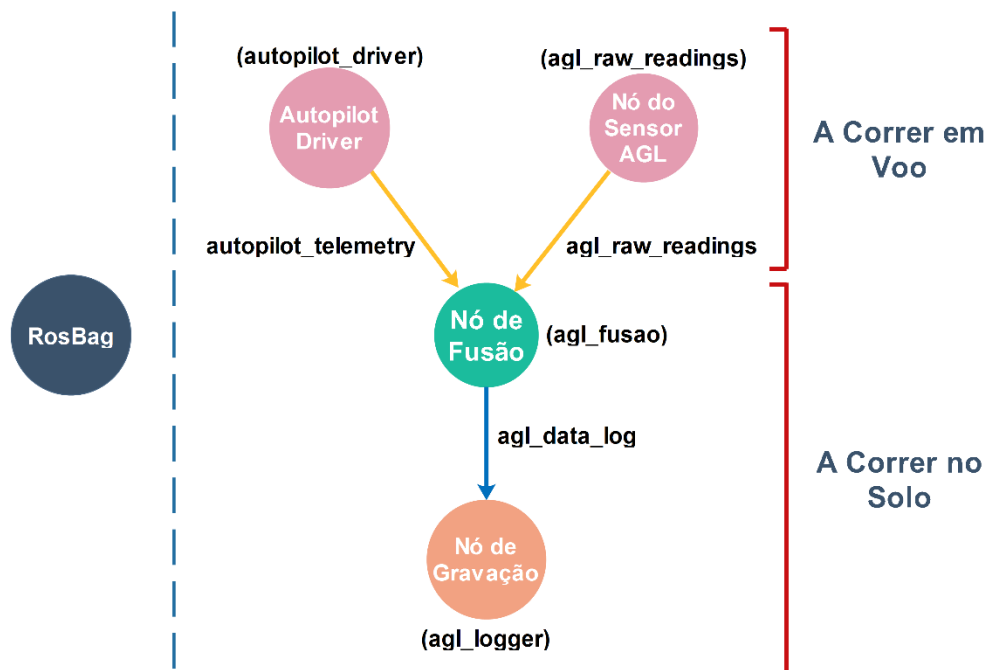 (autopilot_driver)
(agl_raw_readings)
Autopilot
Driver
Nó do
Sensor
AGL
A Correr em
Voo
autopilot_telemetry
agl_raw_readings
RosBag
Nó de
Fusão
(agl_fusao)
agl_data_log
A Correr no
Solo
Nó de
Gravação
(agl_logger)